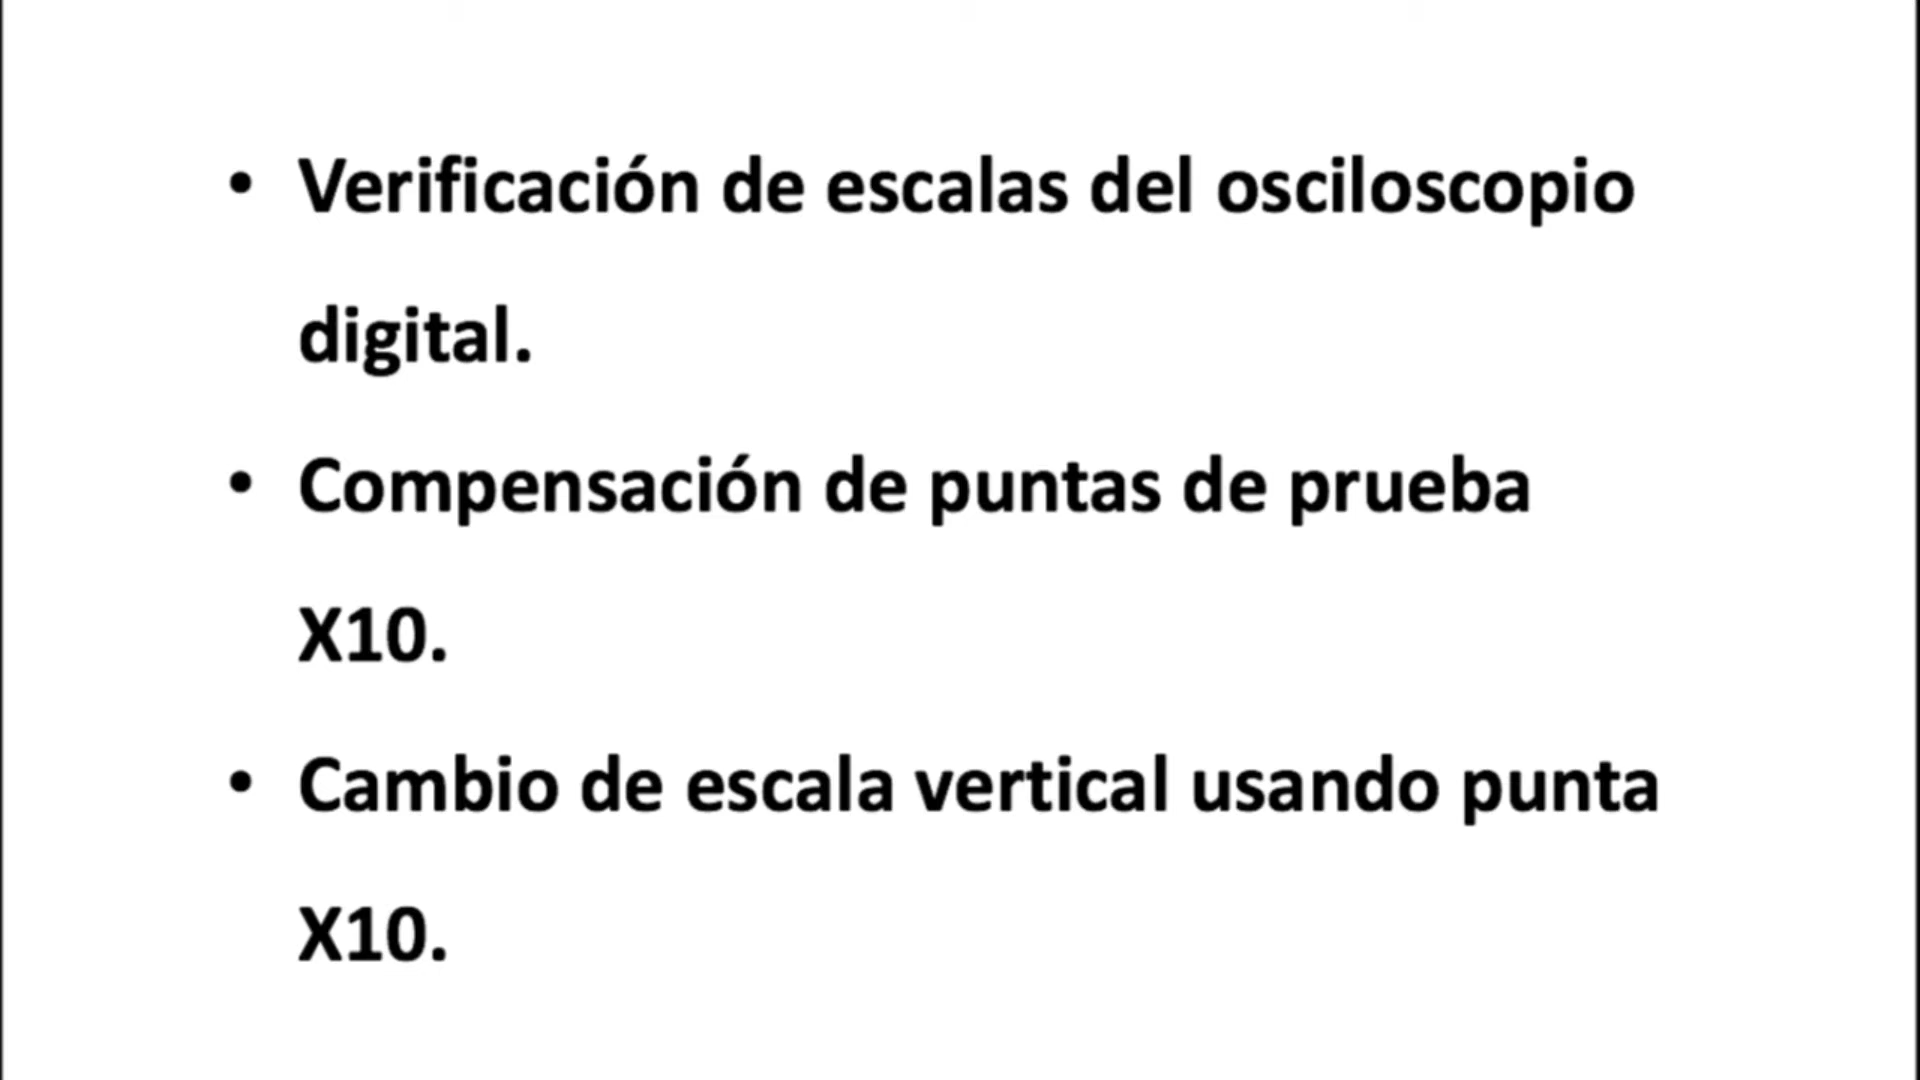 • Verificación de escalas del osciloscopio
digital.
• Compensación de puntas de prueba
X10.
• Cambio de escala vertical usando punta
X10.